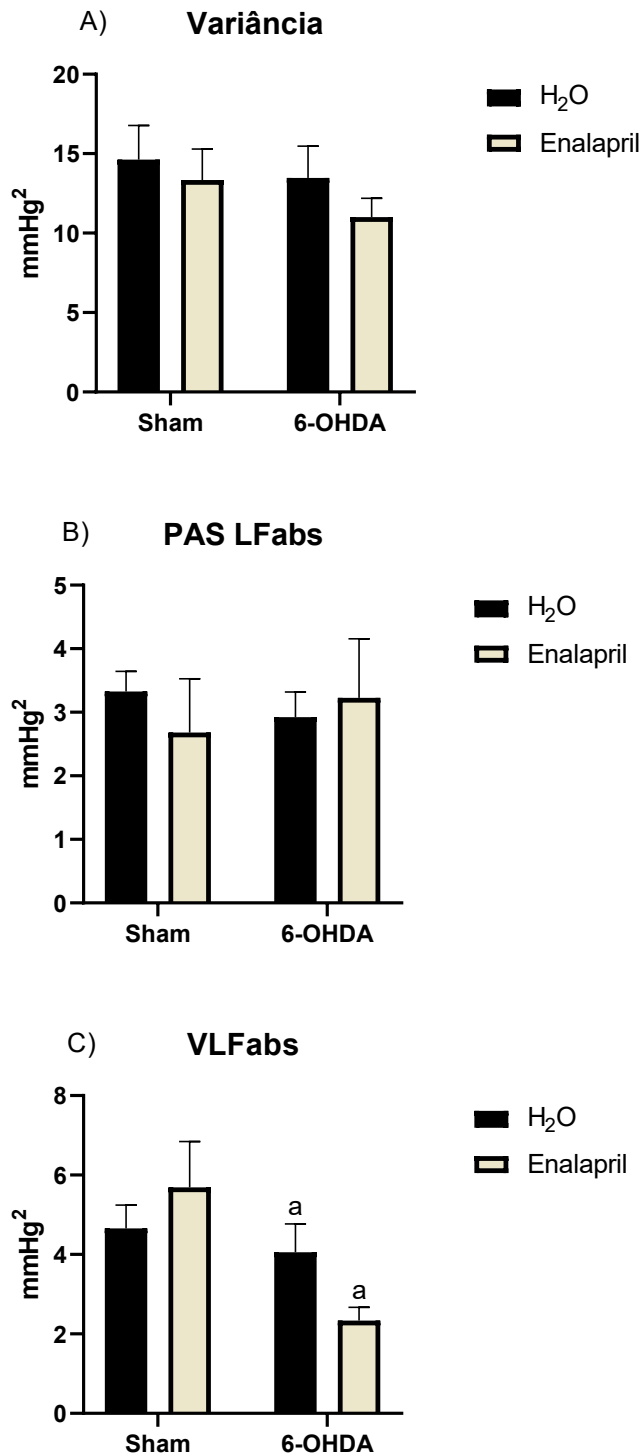 A) Variância
20
15
10
5
0
mmHg²
Sham
6-OHDA
H₂O
Enalapril
B) PAS LFabs
5
4
3
2
1
0
mmHg²
Sham
6-OHDA
H₂O
Enalapril
C) VLFabs
8
6
4
2
0
mmHg²
a
a
Sham
6-OHDA
H₂O
Enalapril